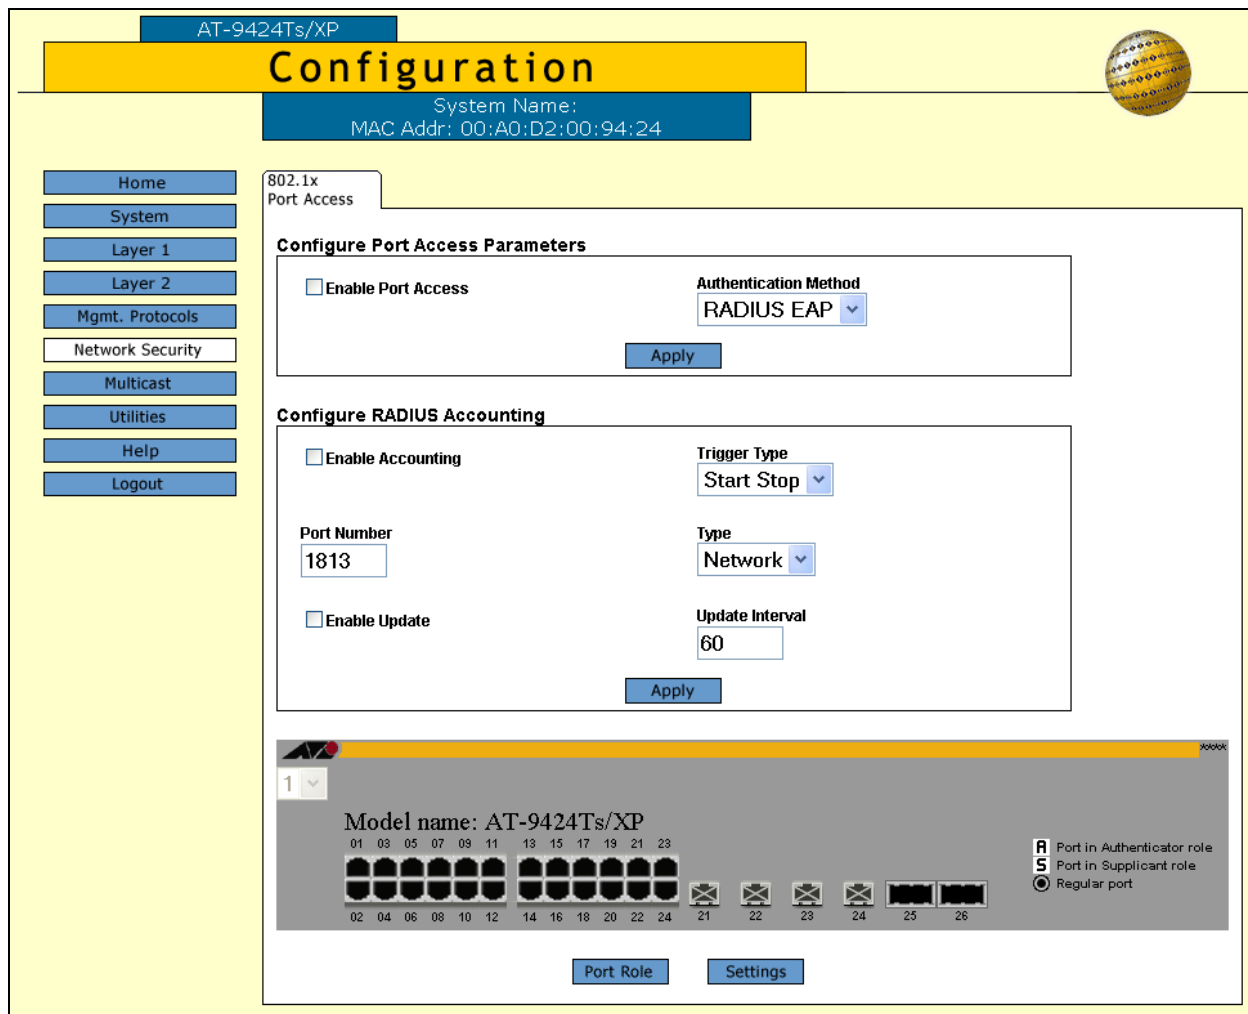 AT-9424Ts/XP
Configuration
System Name:
MAC Addr: 00:A0:D2:00:94:24
Home
System
Layer 1
Layer 2
Mgmt. Protocols
Network Security
Multicast
Utilities
Help
Logout
802.1x
Port Access
Configure Port Access Parameters
Enable Port Access
Authentication Method
RADIUS EAP
Apply
Configure RADIUS Accounting
Enable Accounting
Trigger Type
Start Stop
Port Number
1813
Type
Network
Enable Update
Update Interval
60
Apply
1
Model name: AT-9424Ts/XP
01 03 05 07 09 11 13 15 17 19 21 23
02 04 06 08 10 12 14 16 18 20 22 24 21 22 23 24 25 26
A Port in Authenticator role
S Port in Supplicant role
Regular port
Port Role
Settings